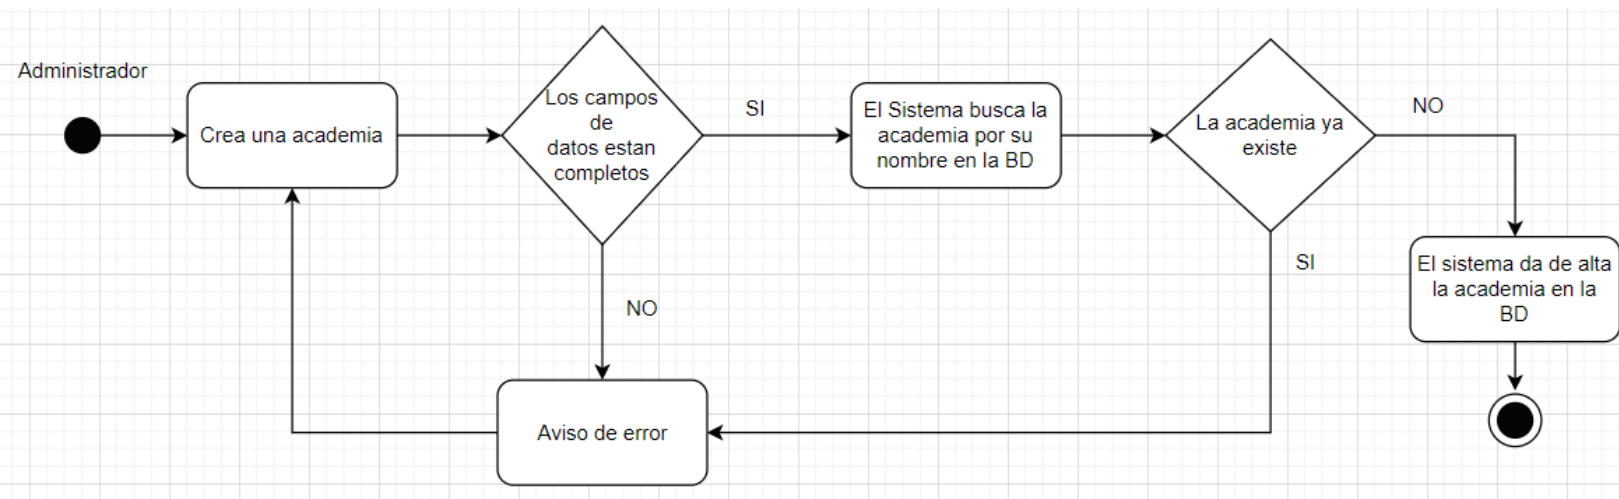 Administrador
Crea una academia
Los campos
de
datos estan
completos
SI
El Sistema busca la
academia por su
nombre en la BD
La academia ya
existe
NO
SI
El sistema da de alta
la academia en la
BD
NO
Aviso de error